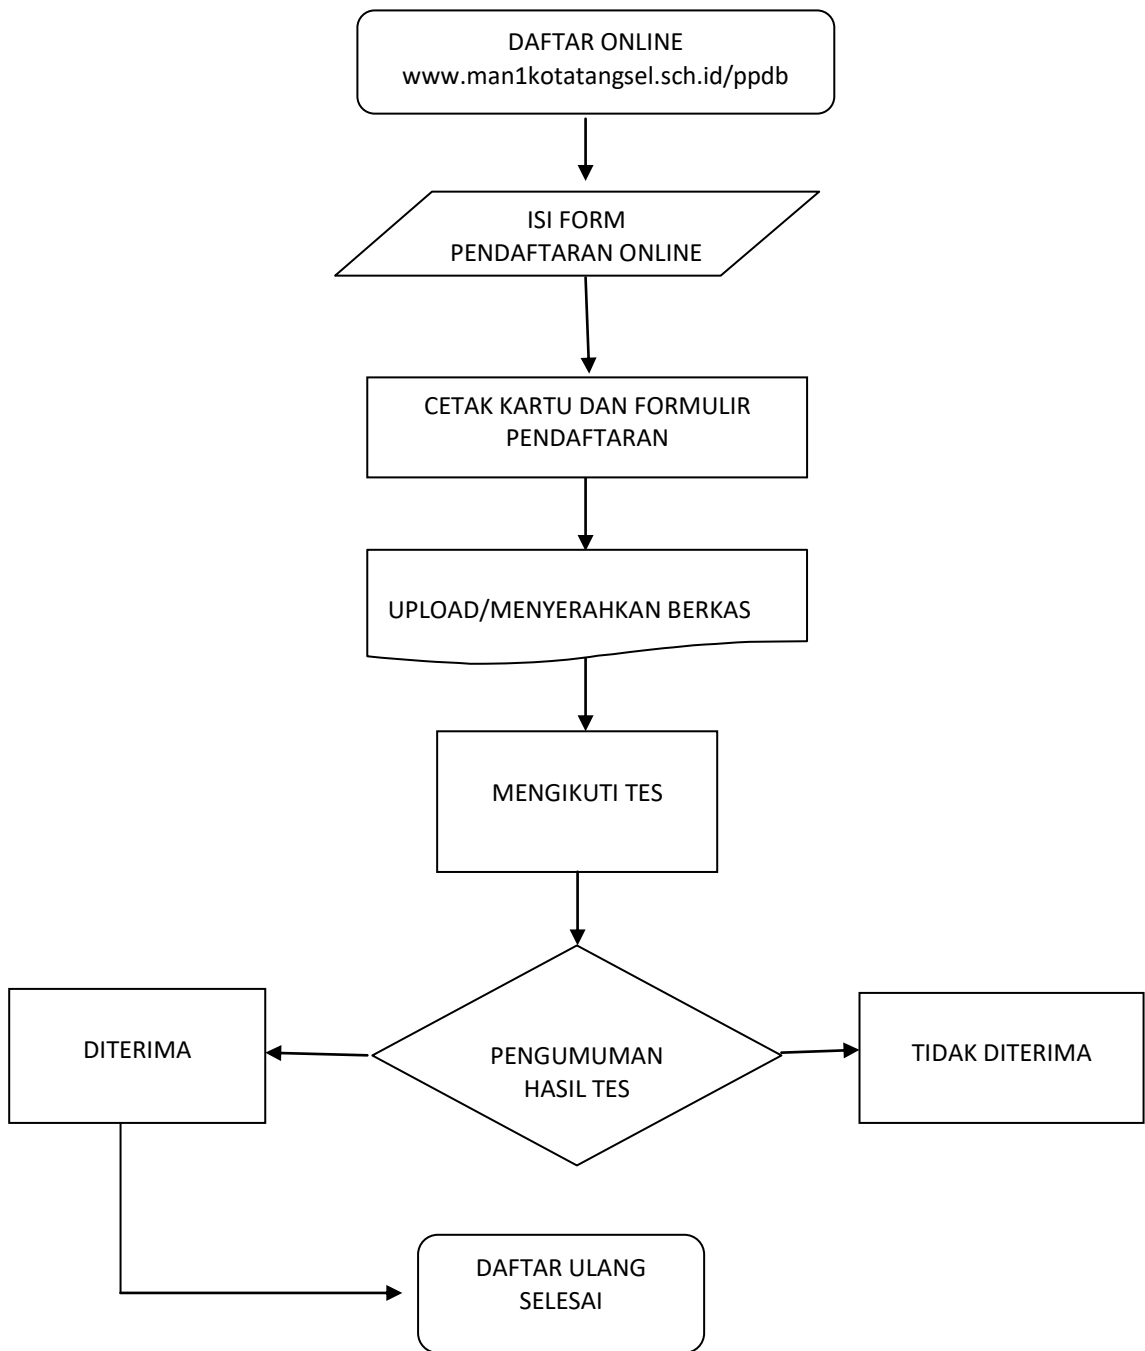 DAFTAR ONLINE
www.man1kotatangsel.sch.id/ppdb
ISI FORM
PENDAFTARAN ONLINE
CETAK KARTU DAN FORMULIR
PENDAFTARAN
UPLOAD/MENYERAHKAN BERKAS
MENGIKUTI TES
DITERIMA
PENGUMUMAN
HASIL TES
TIDAK DITERIMA
DAFTAR ULANG
SELESAI